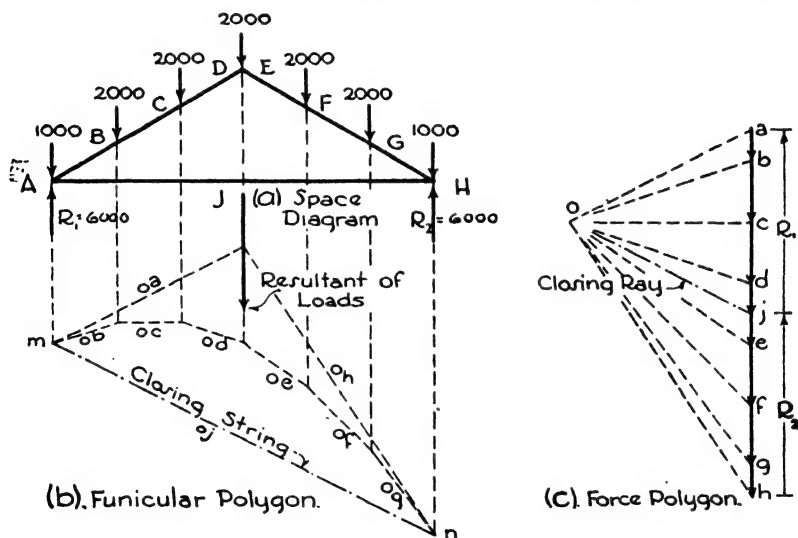 2000
2000
2000
2000
2000
1000
1000
A
B
C
D
E
F
G
H
J
(a) Space
Diagram
R₁=6000
R₂=6000
Resultant of
Loads
m
n
oa
ob
oc
od
oe
of
og
oh
Closing String
oj
(b). Funicular Polygon.
o
a
b
c
d
j
e
f
g
h
Closing Ray
R₁
R₂
(c). Force Polygon.